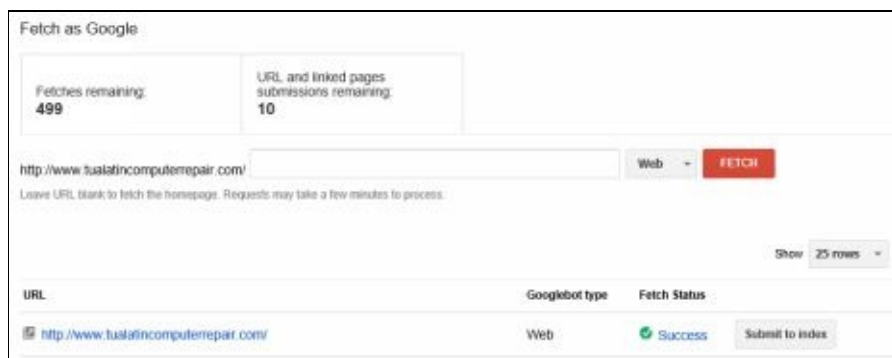 Fetch as Google
Fetches remaining:
499
URL and linked pages
submissions remaining:
10
http://www.tualatincomputerrepair.com/ Web FETCH
Leave URL blank to fetch the homepage. Requests may take a few minutes to process.
Show 25 rows
URL Googlebot type Fetch Status
http://www.tualatincomputerrepair.com/ Web Success Submit to index